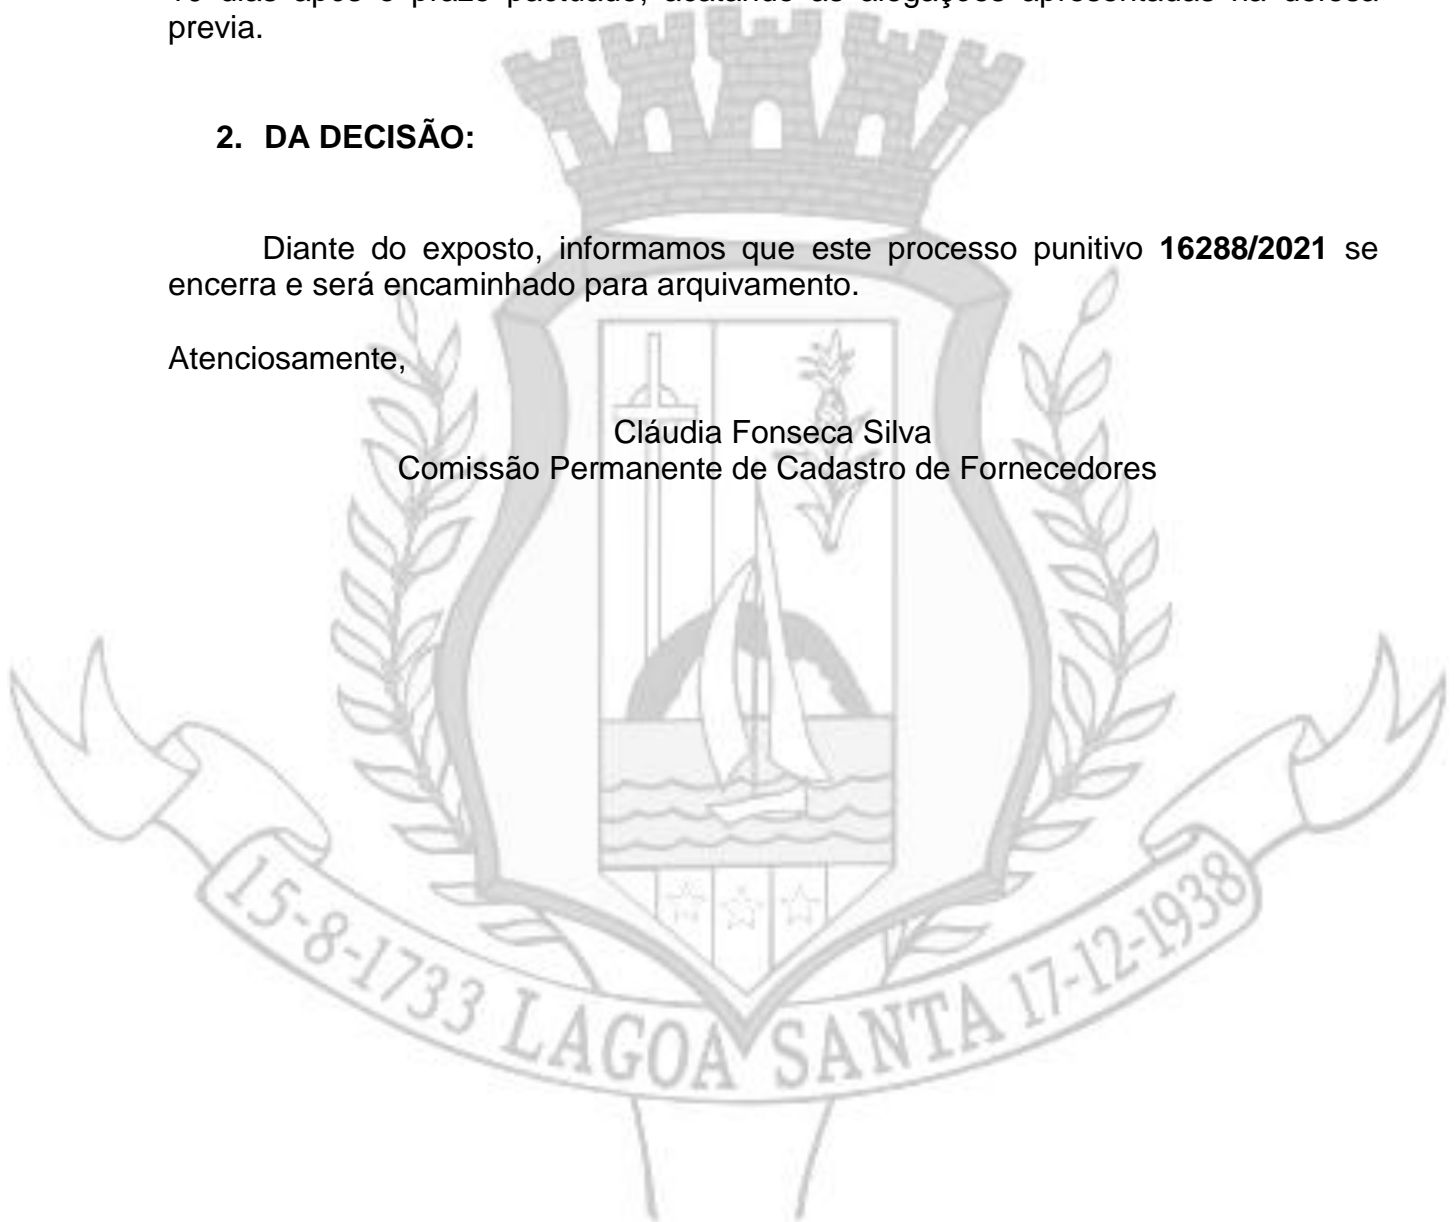 dias após o prazo pactuado, acatando as alegações apresentadas na defesa
previa.
2. DA DECISÃO:
Diante do exposto, informamos que este processo punitivo 16288/2021 se
encerra e será encaminhado para arquivamento.
Atenciosamente,
Cláudia Fonseca Silva
Comissão Permanente de Cadastro de Fornecedores
15-8-1733 LAGOA SANTA 17-12-1938